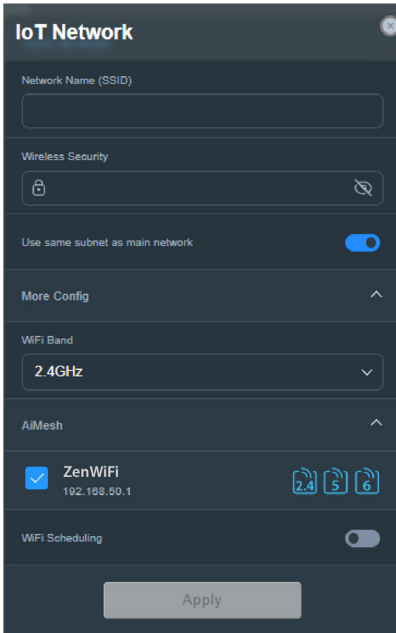 IoT Network
Network Name (SSID)
Wireless Security
Use same subnet as main network
More Config
WiFi Band
2.4GHz
AiMesh
ZenWiFi
2.4 5 6
192.168.50.1
WiFi Scheduling
Apply